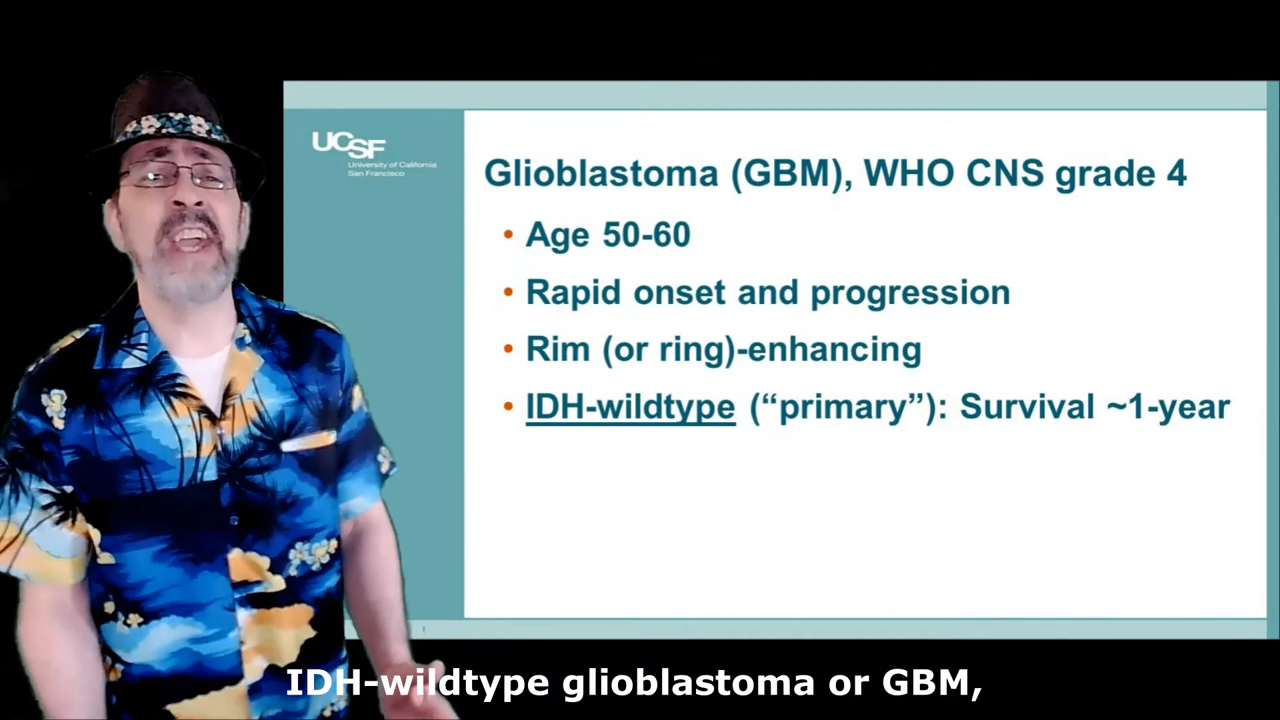 UCSF
University of California
San Francisco
Glioblastoma (GBM), WHO CNS grade 4
• Age 50-60
• Rapid onset and progression
• Rim (or ring)-enhancing
• IDH-wildtype (“primary”): Survival ~1-year
IDH-wildtype glioblastoma or GBM,